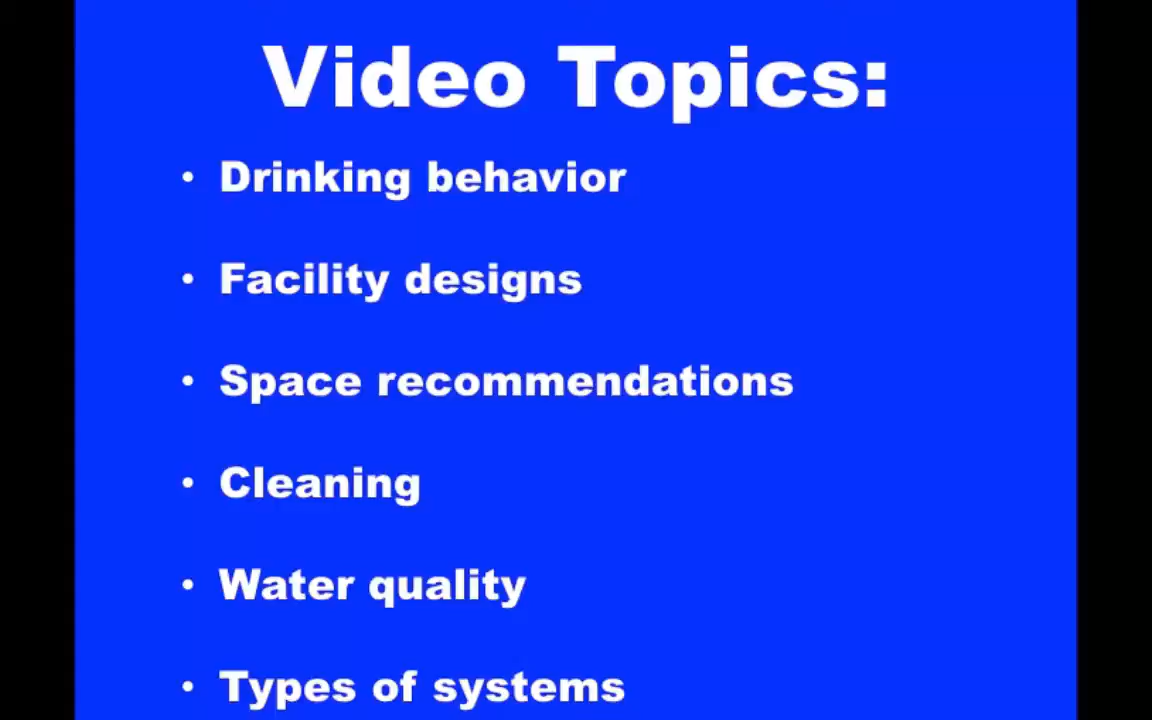 Video Topics:
• Drinking behavior
• Facility designs
• Space recommendations
• Cleaning
• Water quality
• Types of systems